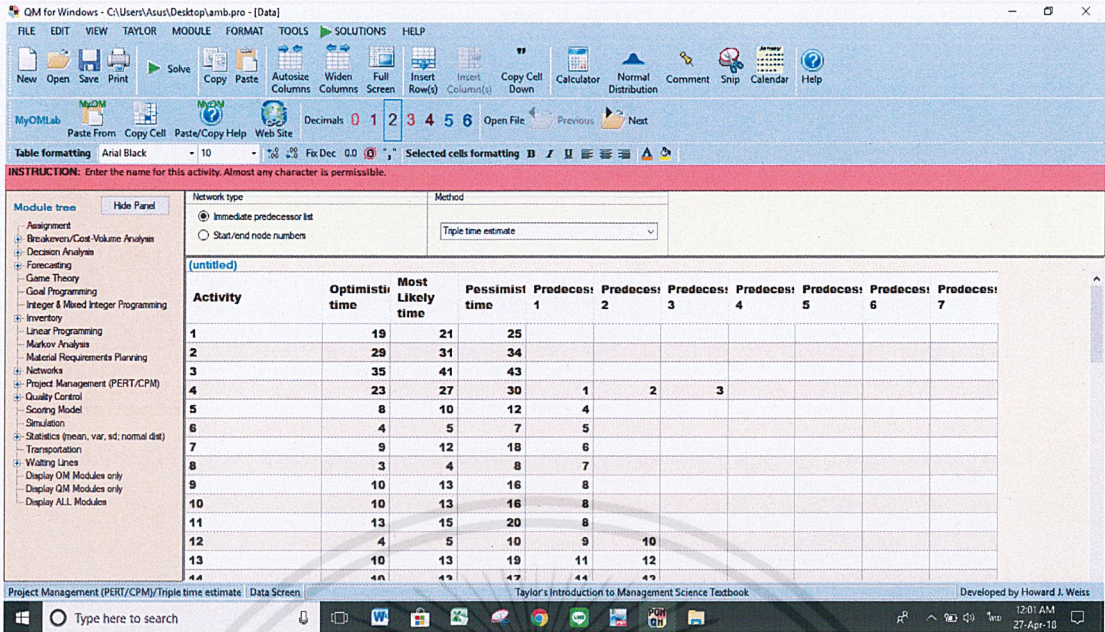 QM for Windows - C:\Users\Asus\Desktop\amb.pro - [Data]
FILE EDIT VIEW TAYLOR MODULE FORMAT TOOLS SOLUTIONS HELP
New Open Save Print Solve Copy Paste Autosize Columns Widen Columns Full Screen Insert Row(s) Insert Column(s) Copy Cell Down Calculator Normal Distribution Comment Snip Calendar Help
MyOMLab Paste From Copy Cell Paste/Copy Help Web Site Decimals 0 1 2 3 4 5 6 Open File Previous Next
Table formatting Arial Black 10 Fix Dec 0.0 Selected cells formatting B I U
INSTRUCTION: Enter the name for this activity. Almost any character is permissible.
Module tree Hide Panel
Assignment
Breakeven/Cost-Volume Analysis
Decision Analysis
Forecasting
Game Theory
Goal Programming
Integer & Mixed Integer Programming
Inventory
Linear Programming
Markov Analysis
Material Requirements Planning
Networks
Project Management (PERT/CPM)
Quality Control
Scoring Model
Simulation
Statistics (mean, var, sd; normal dist)
Transportation
Waiting Lines
Display OM Modules only
Display QM Modules only
Display ALL Modules
Network type
Immediate predecessor list
Start/end node numbers
Method
Triple time estimate
(untitled)
Activity Optimistic time Most Likely time Pessimist time Predecess 1 Predecess 2 Predecess 3 Predecess 4 Predecess 5 Predecess 6 Predecess 7
1 19 21 25
2 29 31 34
3 35 41 43
4 23 27 30 1 2 3
5 8 10 12 4
6 4 5 7 5
7 9 12 18 6
8 3 4 8 7
9 10 13 16 8
10 10 13 16 8
11 13 15 20 8
12 4 5 10 9 10
13 10 13 19 11 12
14 10 13 17 11 12
Project Management (PERT/CPM)/Triple time estimate Data Screen Taylor's Introduction to Management Science Textbook Developed by Howard J. Weiss
Type here to search 12:01 AM
27-Apr-18